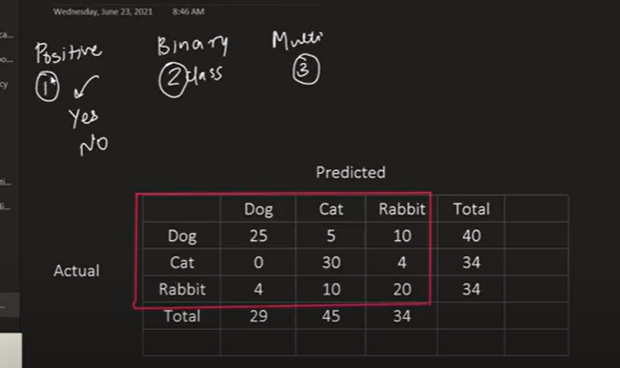 Wednesday, June 23, 2021 8:46 AM
Positive Binary Multi
1 2 class 3
Yes
NO
Predicted
Dog Cat Rabbit Total
Dog 25 5 10 40
Actual Cat 0 30 4 34
Rabbit 4 10 20 34
Total 29 45 34